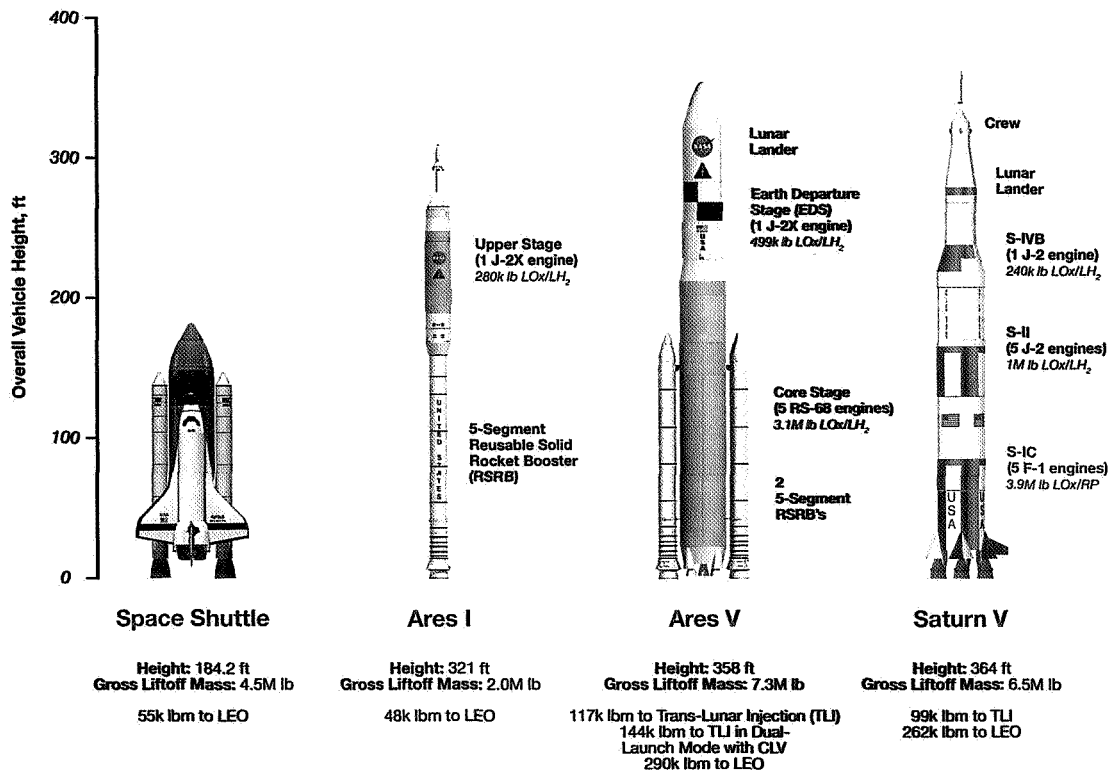 400
300
200
100
0
Overall Vehicle Height, ft
Upper Stage
(1 J-2X engine)
280k lb LOx/LH2
5-Segment
Reusable Solid
Rocket Booster
(RSRB)
UNITED STATES
Lunar
Lander
Earth Departure
Stage (EDS)
(1 J-2X engine)
499k lb LOx/LH2
USA
Core Stage
(5 RS-68 engines)
3.1M lb LOx/LH2
2
5-Segment
RSRB's
Crew
Lunar
Lander
S-IVB
(1 J-2 engine)
240k lb LOx/LH2
S-II
(5 J-2 engines)
1M lb LOx/LH2
S-IC
(5 F-1 engines)
3.9M lb LOx/RP
USA
USA
Space Shuttle
Height: 184.2 ft
Gross Liftoff Mass: 4.5M lb
55k lbm to LEO
Ares I
Height: 321 ft
Gross Liftoff Mass: 2.0M lb
48k lbm to LEO
Ares V
Height: 358 ft
Gross Liftoff Mass: 7.3M lb
117k lbm to Trans-Lunar Injection (TLI)
144k lbm to TLI in Dual-
Launch Mode with CLV
290k lbm to LEO
Saturn V
Height: 364 ft
Gross Liftoff Mass: 6.5M lb
99k lbm to TLI
262k lbm to LEO